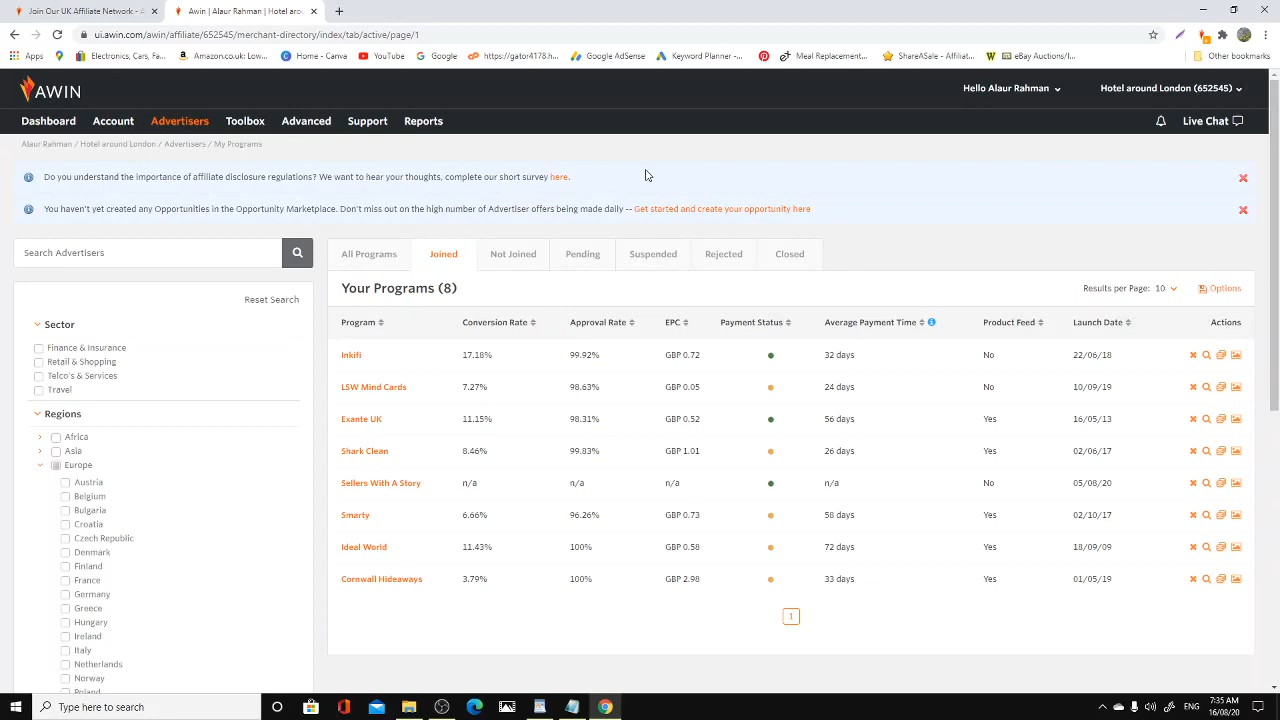 Join Our UK Affiliate Network - A
Awin | Alaur Rahman | Hotel arou
ui.awin.com/awin/affiliate/652545/merchant-directory/index/tab/active/page/1
Apps
Electronics, Cars, Fa...
Amazon.co.uk: Low...
Home - Canva
YouTube
Google
https://gator4178.h...
Google AdSense
Keyword Planner -...
Meal Replacement...
ShareASale - Affiliat...
eBay Auctions/I...
Other bookmarks
AWIN
Hello Alaur Rahman
Hotel around London (652545)
Dashboard
Account
Advertisers
Toolbox
Advanced
Support
Reports
Live Chat
Alaur Rahman / Hotel around London / Advertisers / My Programs
Do you understand the importance of affiliate disclosure regulations? We want to hear your thoughts, complete our short survey here.
You haven't yet created any Opportunities in the Opportunity Marketplace. Don't miss out on the high number of Advertiser offers being made daily -- Get started and create your opportunity here
Search Advertisers
All Programs
Joined
Not Joined
Pending
Suspended
Rejected
Closed
Reset Search
Sector
Finance & Insurance
Retail & Shopping
Telco's & Services
Travel
Regions
Africa
Asia
Europe
Austria
Belgium
Bulgaria
Croatia
Czech Republic
Denmark
Finland
France
Germany
Greece
Hungary
Ireland
Italy
Netherlands
Norway
Poland
Your Programs (8)
Results per Page: 10
Options
Program Conversion Rate Approval Rate EPC Payment Status Average Payment Time Product Feed Launch Date Actions
Inkifi 17.18% 99.92% GBP 0.72 32 days No 22/06/18
LSW Mind Cards 7.27% 98.63% GBP 0.05 24 days No 10/09/19
Exante UK 11.15% 98.31% GBP 0.52 56 days Yes 16/05/13
Shark Clean 8.46% 99.83% GBP 1.01 26 days Yes 02/06/17
Sellers With A Story n/a n/a n/a n/a No 05/08/20
Smarty 6.66% 96.26% GBP 0.73 58 days Yes 02/10/17
Ideal World 11.43% 100% GBP 0.58 72 days Yes 18/09/09
Cornwall Hideaways 3.79% 100% GBP 2.98 33 days Yes 01/05/19
1
Type here to search
7:35 AM
16/08/20